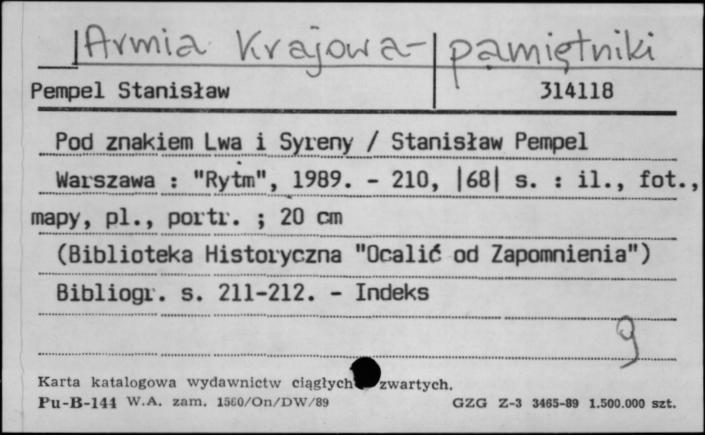 Armia Krajowa - pamiętniki
Pempel Stanisław 314118
Pod znakiem Lwa i Syreny / Stanisław Pempel
Warszawa : "Rytm", 1989. - 210, |68| s. : il., fot.,
mapy, pl., portr. ; 20 cm
(Biblioteka Historyczna "Ocalić od Zapomnienia")
Bibliogr. s. 211-212. - Indeks
9
Karta katalogowa wydawnictw ciągłych zwartych.
Pu-B-144 W.A. zam. 1560/On/DW/89 GZG Z-3 3465-89 1.500.000 szt.